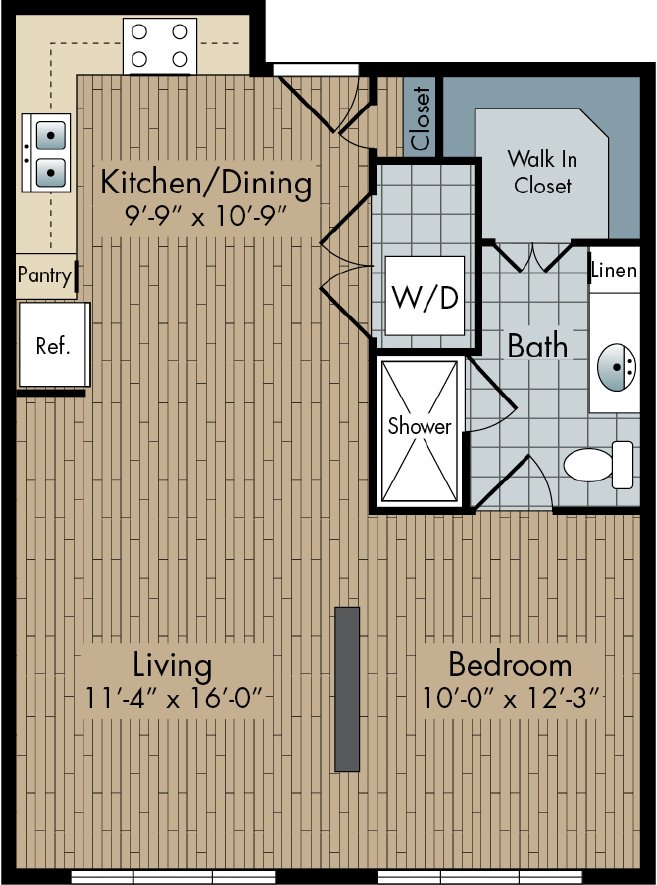 Closet
Walk In
Closet
Kitchen/Dining
9’-9” x 10’-9”
Pantry
Linen
W/D
Ref.
Bath
Shower
Living
11’-4” x 16’-0”
Bedroom
10’-0” x 12’-3”